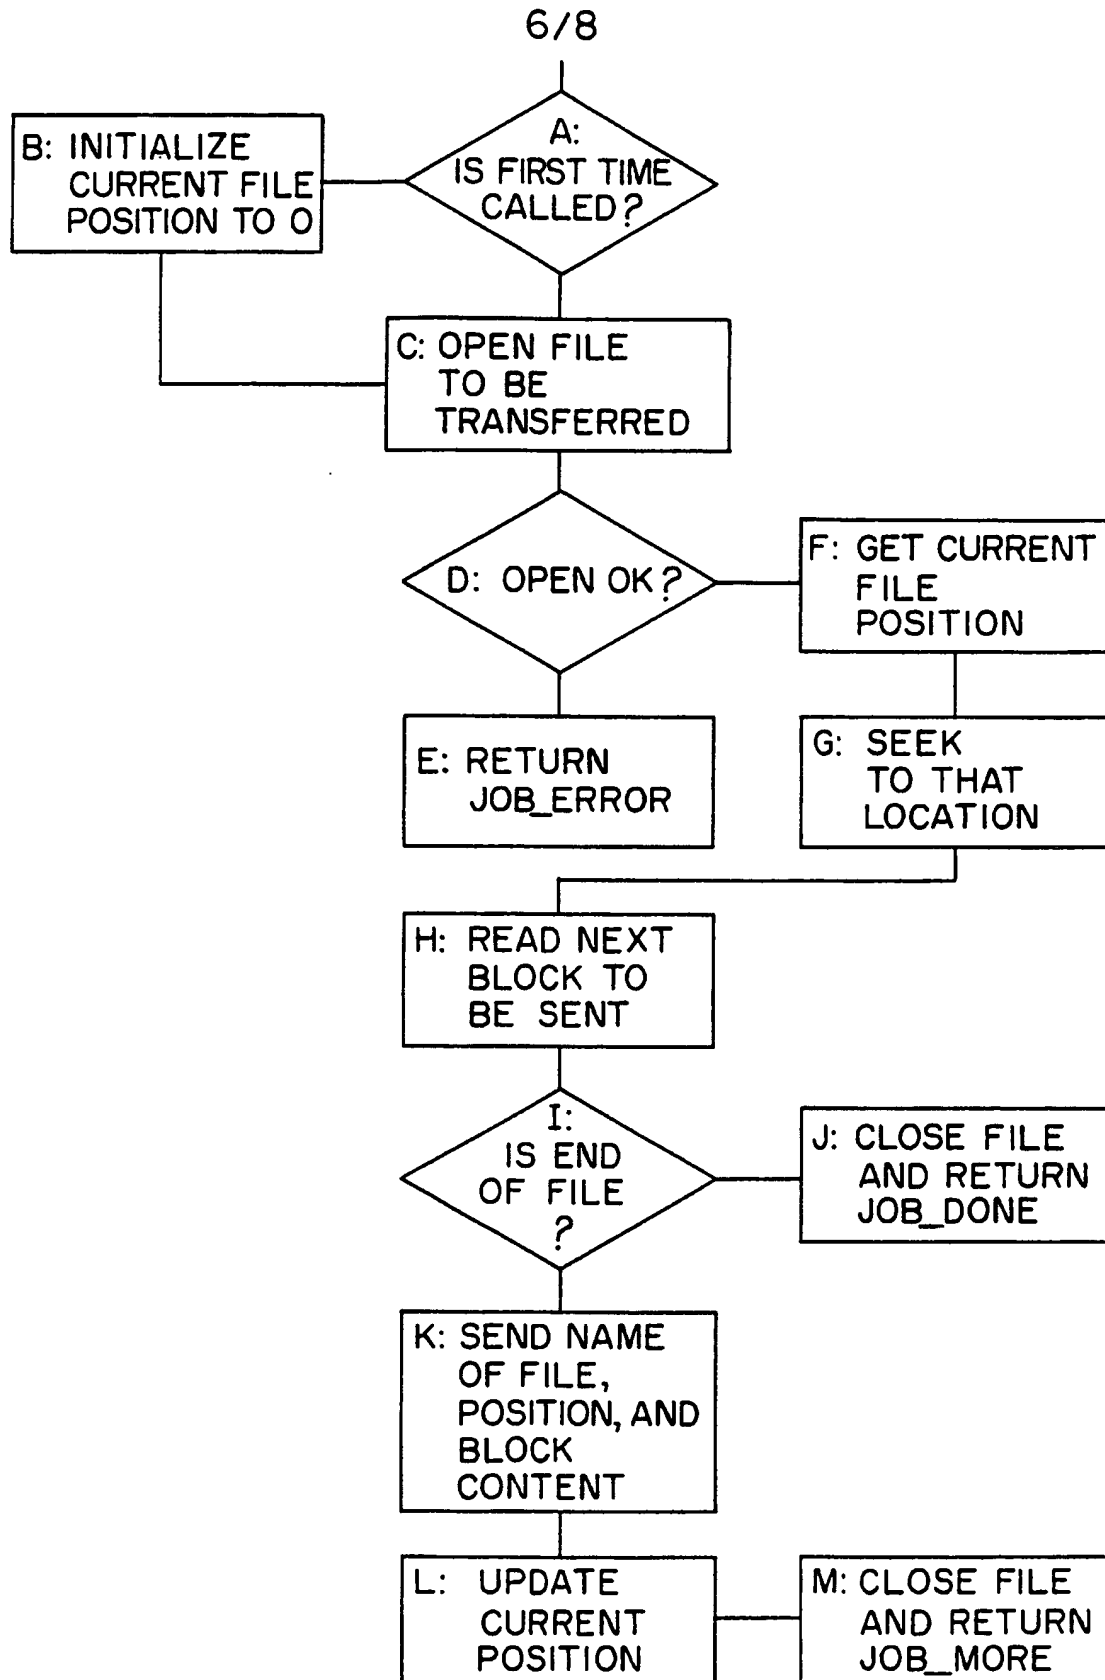 6/8
A:
IS FIRST TIME
CALLED?
B: INITIALIZE
CURRENT FILE
POSITION TO 0
C: OPEN FILE
TO BE
TRANSFERRED
D: OPEN OK?
F: GET CURRENT
FILE
POSITION
E: RETURN
JOB_ERROR
G: SEEK
TO THAT
LOCATION
H: READ NEXT
BLOCK TO
BE SENT
I:
IS END
OF FILE
?
J: CLOSE FILE
AND RETURN
JOB_DONE
K: SEND NAME
OF FILE,
POSITION, AND
BLOCK
CONTENT
L: UPDATE
CURRENT
POSITION
M: CLOSE FILE
AND RETURN
JOB_MORE